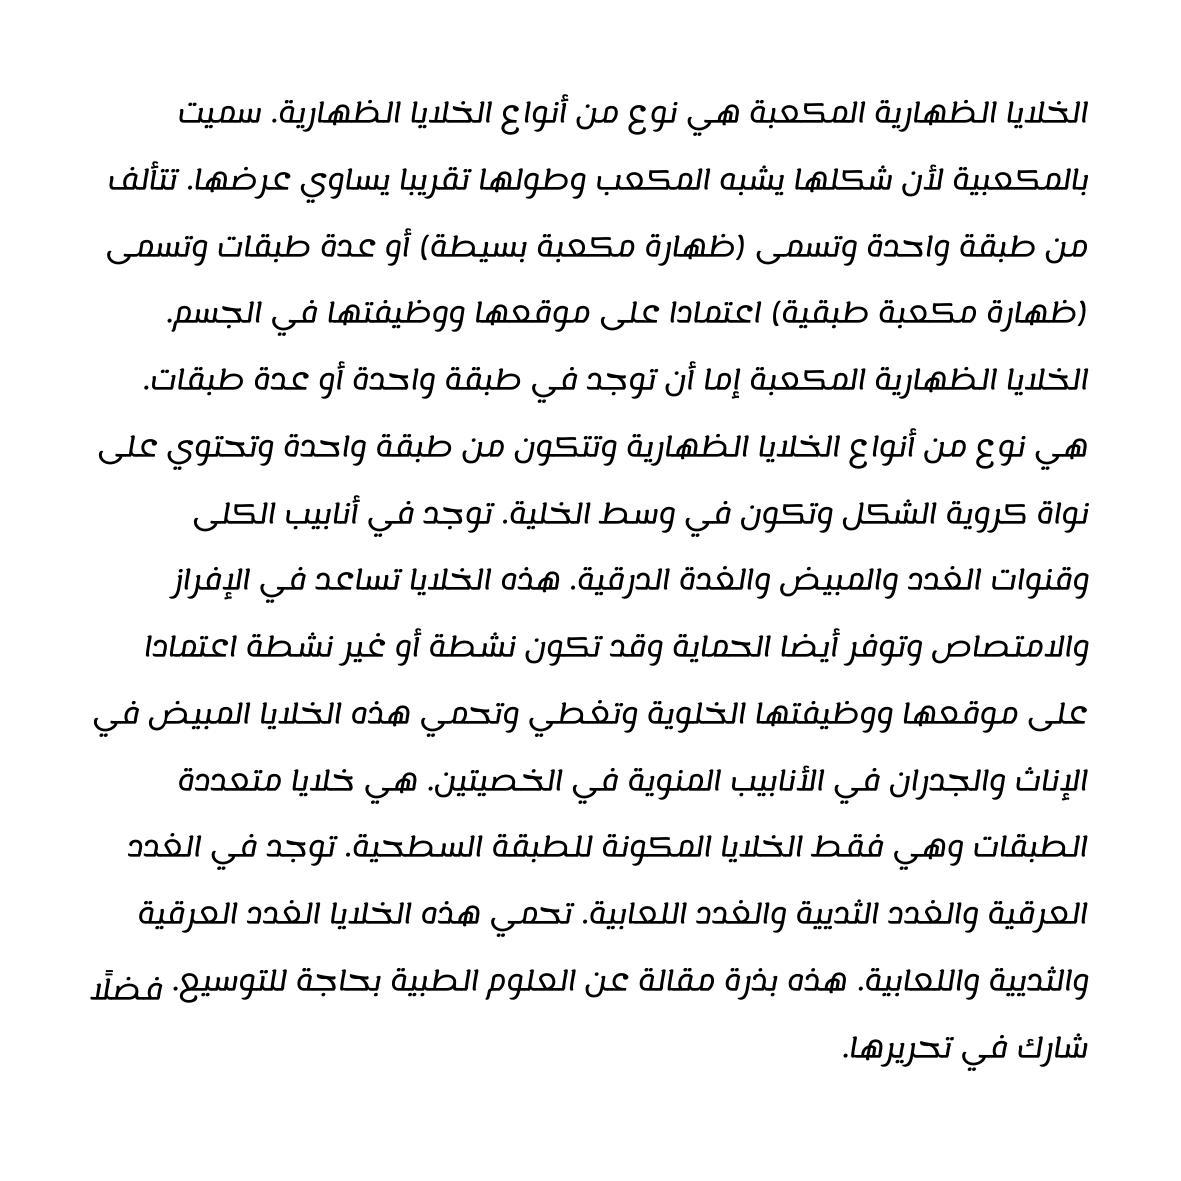 الخلايا الظهارية المكعبة هي نوع من أنواع الخلايا الظهارية. سميت
بالمكعبية لأن شكلها يشبه المكعب وطولها تقريبا يساوي عرضها. تتألف
من طبقة واحدة وتسمى (ظهارة مكعبة بسيطة) أو عدة طبقات وتسمى
(ظهارة مكعبة طبقية) اعتمادا على موقعها ووظيفتها في الجسم.
الخلايا الظهارية المكعبة إما أن توجد في طبقة واحدة أو عدة طبقات.
هي نوع من أنواع الخلايا الظهارية وتتكون من طبقة واحدة وتحتوي على
نواة كروية الشكل وتكون في وسط الخلية. توجد في أنابيب الكلى
وقنوات الغدد والمبيض والغدة الدرقية. هذه الخلايا تساعد في الإفراز
والامتصاص وتوفر أيضا الحماية وقد تكون نشطة أو غير نشطة اعتمادا
على موقعها ووظيفتها الخلوية وتغطي وتحمي هذه الخلايا المبيض في
الإناث والجدران في الأنابيب المنوية في الخصيتين. هي خلايا متعددة
الطبقات وهي فقط الخلايا المكونة للطبقة السطحية. توجد في الغدد
العرقية والغدد الثديية والغدد اللعابية. تحمي هذه الخلايا الغدد العرقية
والثديية واللعابية. هذه بذرة مقالة عن العلوم الطبية بحاجة للتوسيع. فضلًا
شارك في تحريرها.